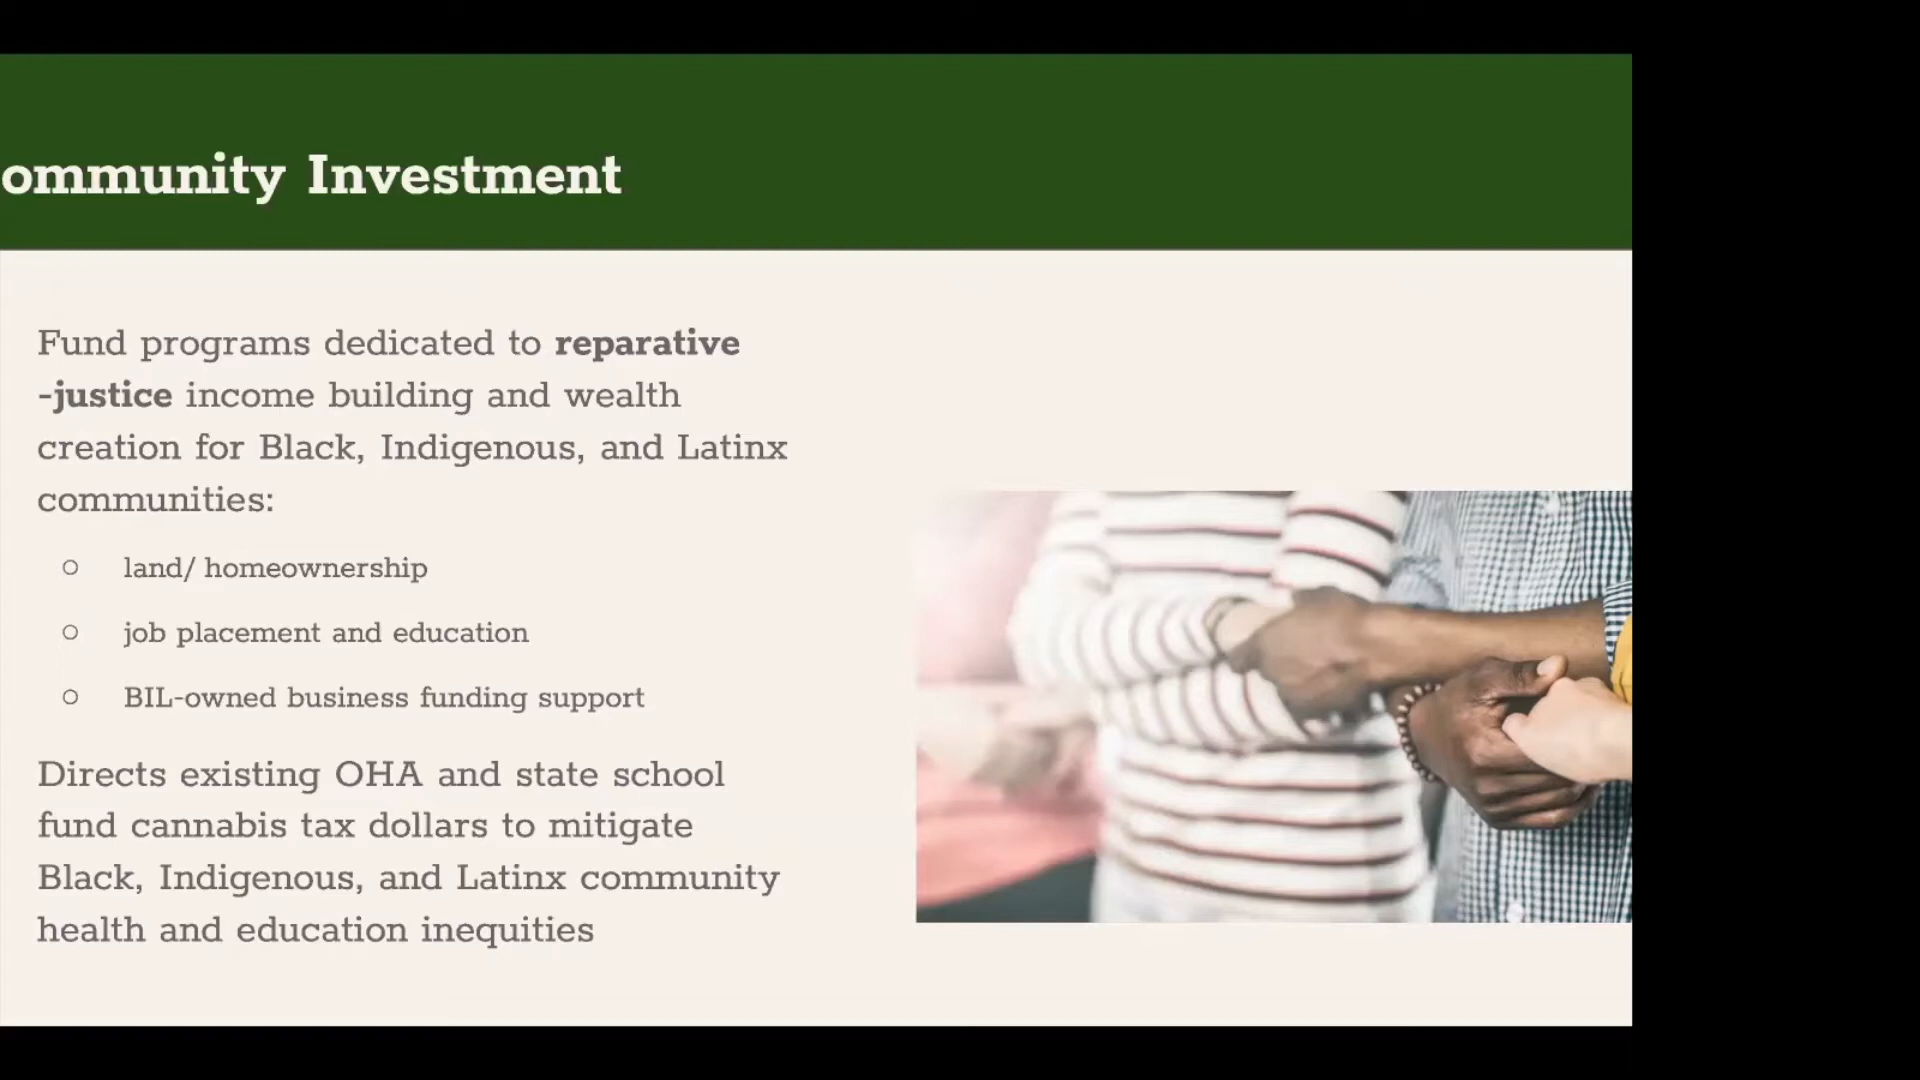 ommunity Investment
Fund programs dedicated to reparative
-justice income building and wealth
creation for Black, Indigenous, and Latinx
communities:
○ land/ homeownership
○ job placement and education
○ BIL-owned business funding support
Directs existing OHA and state school
fund cannabis tax dollars to mitigate
Black, Indigenous, and Latinx community
health and education inequities